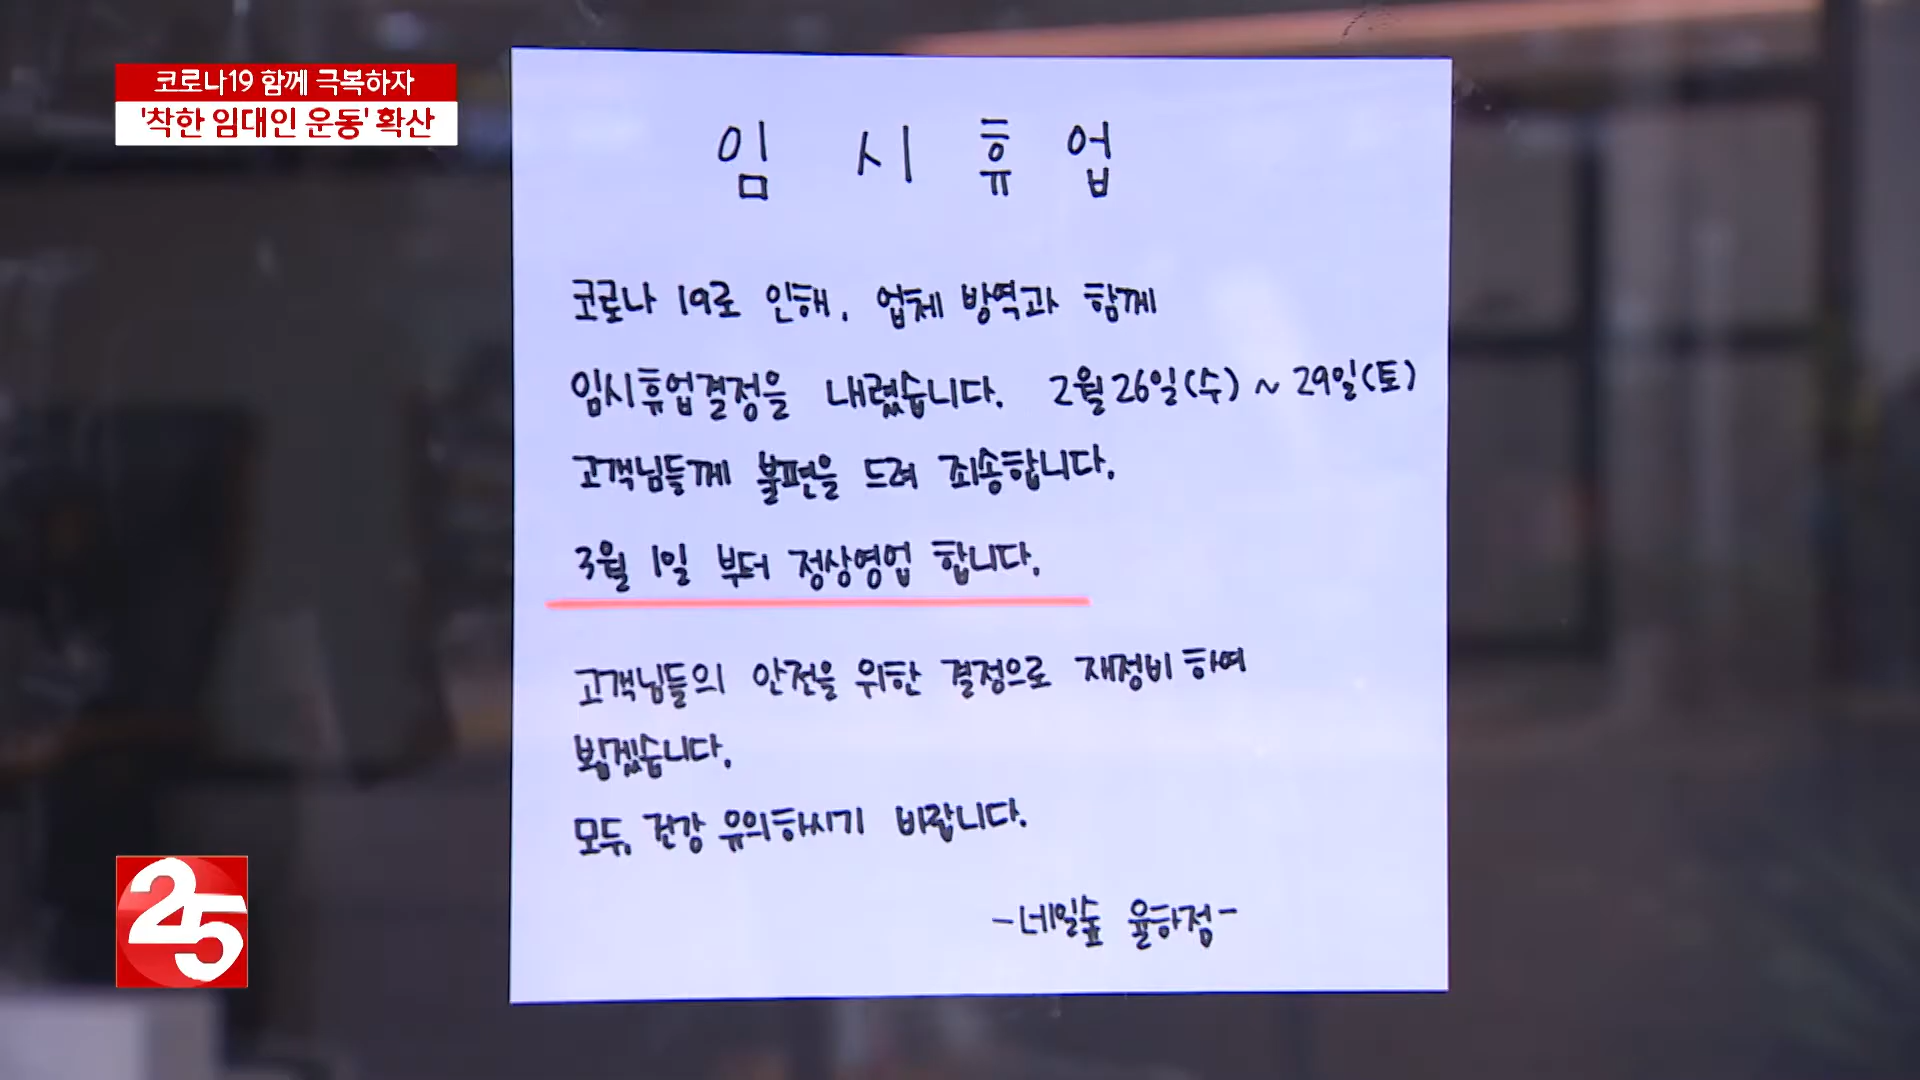 코로나19 함께 극복하자
'착한 임대인 운동' 확산
임시휴업
코로나 19로 인해, 업체 방역과 함께
임시휴업결정을 내렸습니다. 2월 26일(수) ~ 29일(토)
고객님들께 불편을 드려 죄송합니다.
3월 1일 부터 정상영업 합니다.
고객님들의 안전을 위한 결정으로 재정비 하여
뵙겠습니다.
모두, 건강 유의하시기 바랍니다.
-네일숲 율하점-
25